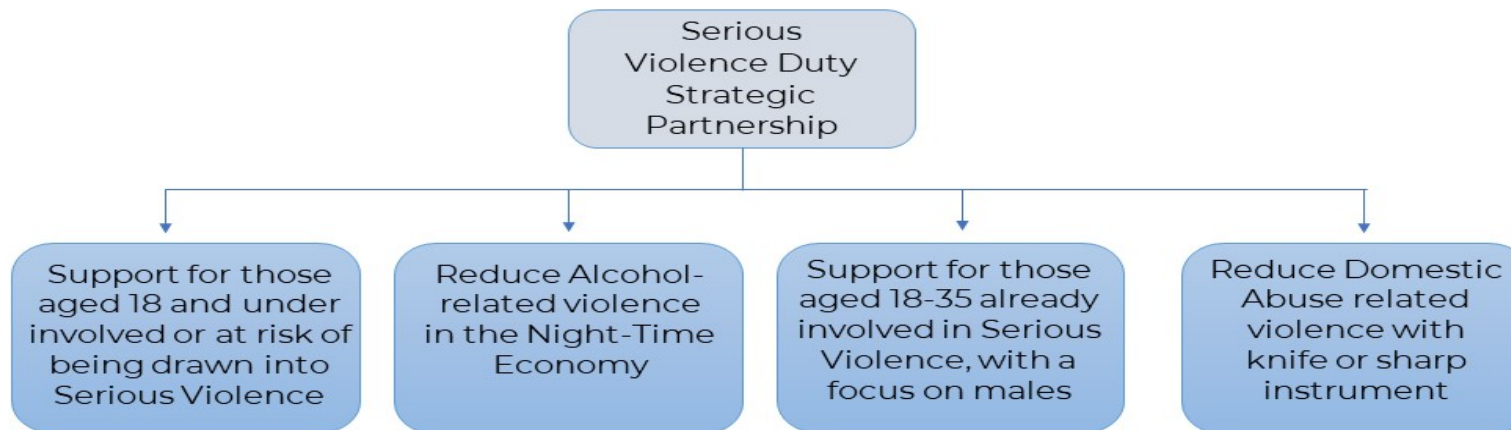 Serious
Violence Duty
Strategic
Partnership
Support for those
aged 18 and under
involved or at risk of
being drawn into
Serious Violence
Reduce Alcohol-
related violence
in the Night-Time
Economy
Support for those
aged 18-35 already
involved in Serious
Violence, with a
focus on males
Reduce Domestic
Abuse related
violence with
knife or sharp
instrument